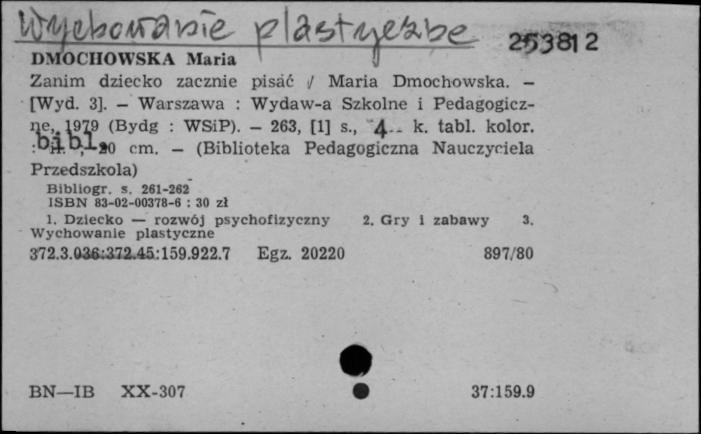 Wychowanie plastyczne
253812
DMOCHOWSKA Maria
Zanim dziecko zacznie pisać / Maria Dmochowska. —
[Wyd. 3]. — Warszawa : Wydaw-a Szkolne i Pedagogicz-
ne, 1979 (Bydg : WSiP). — 263, [1] s., 4 k. tabl. kolor.
: il. ; 20 cm. — (Biblioteka Pedagogiczna Nauczyciela
bibl.
Przedszkola)
Bibliogr. s. 261-262
ISBN 83-02-00378-6 : 30 zł
1. Dziecko — rozwój psychofizyczny 2. Gry i zabawy 3.
Wychowanie plastyczne
372.3.036:372.45:159.922.7 Egz. 20220 897/80
BN—IB XX-307 37:159.9